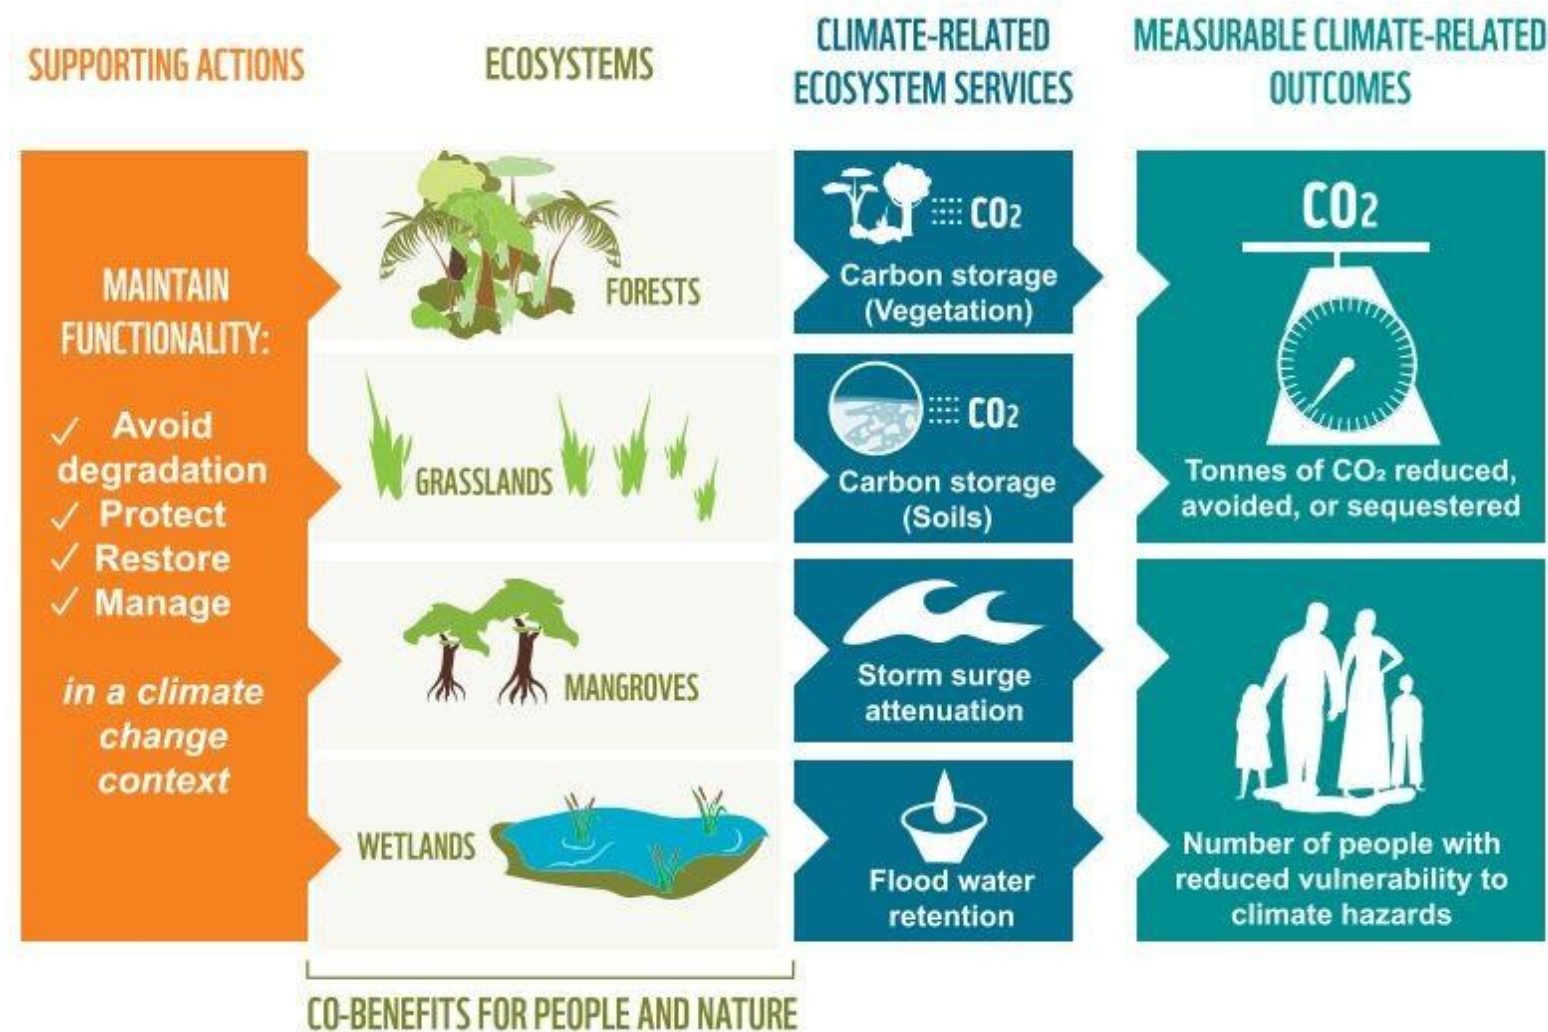 SUPPORTING ACTIONS
ECOSYSTEMS
CLIMATE-RELATED
ECOSYSTEM SERVICES
MEASURABLE CLIMATE-RELATED
OUTCOMES
MAINTAIN
FUNCTIONALITY:
✓ Avoid
degradation
✓ Protect
✓ Restore
✓ Manage
in a climate
change
context
FORESTS
GRASSLANDS
MANGROVES
WETLANDS
CO2
Carbon storage
(Vegetation)
CO2
Carbon storage
(Soils)
Storm surge
attenuation
Flood water
retention
CO2
Tonnes of CO₂ reduced,
avoided, or sequestered
Number of people with
reduced vulnerability to
climate hazards
CO-BENEFITS FOR PEOPLE AND NATURE